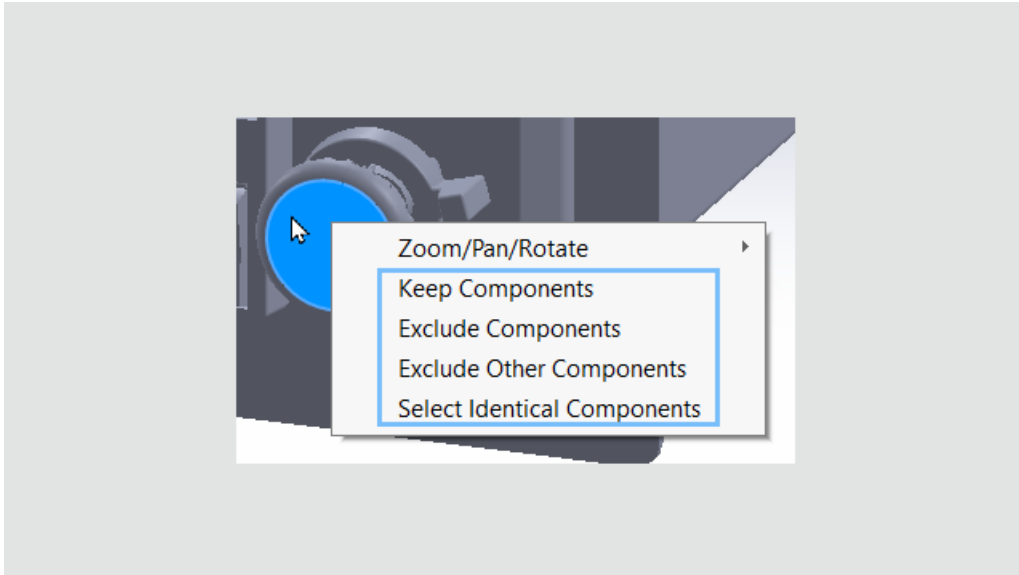 Zoom/Pan/Rotate
Keep Components
Exclude Components
Exclude Other Components
Select Identical Components